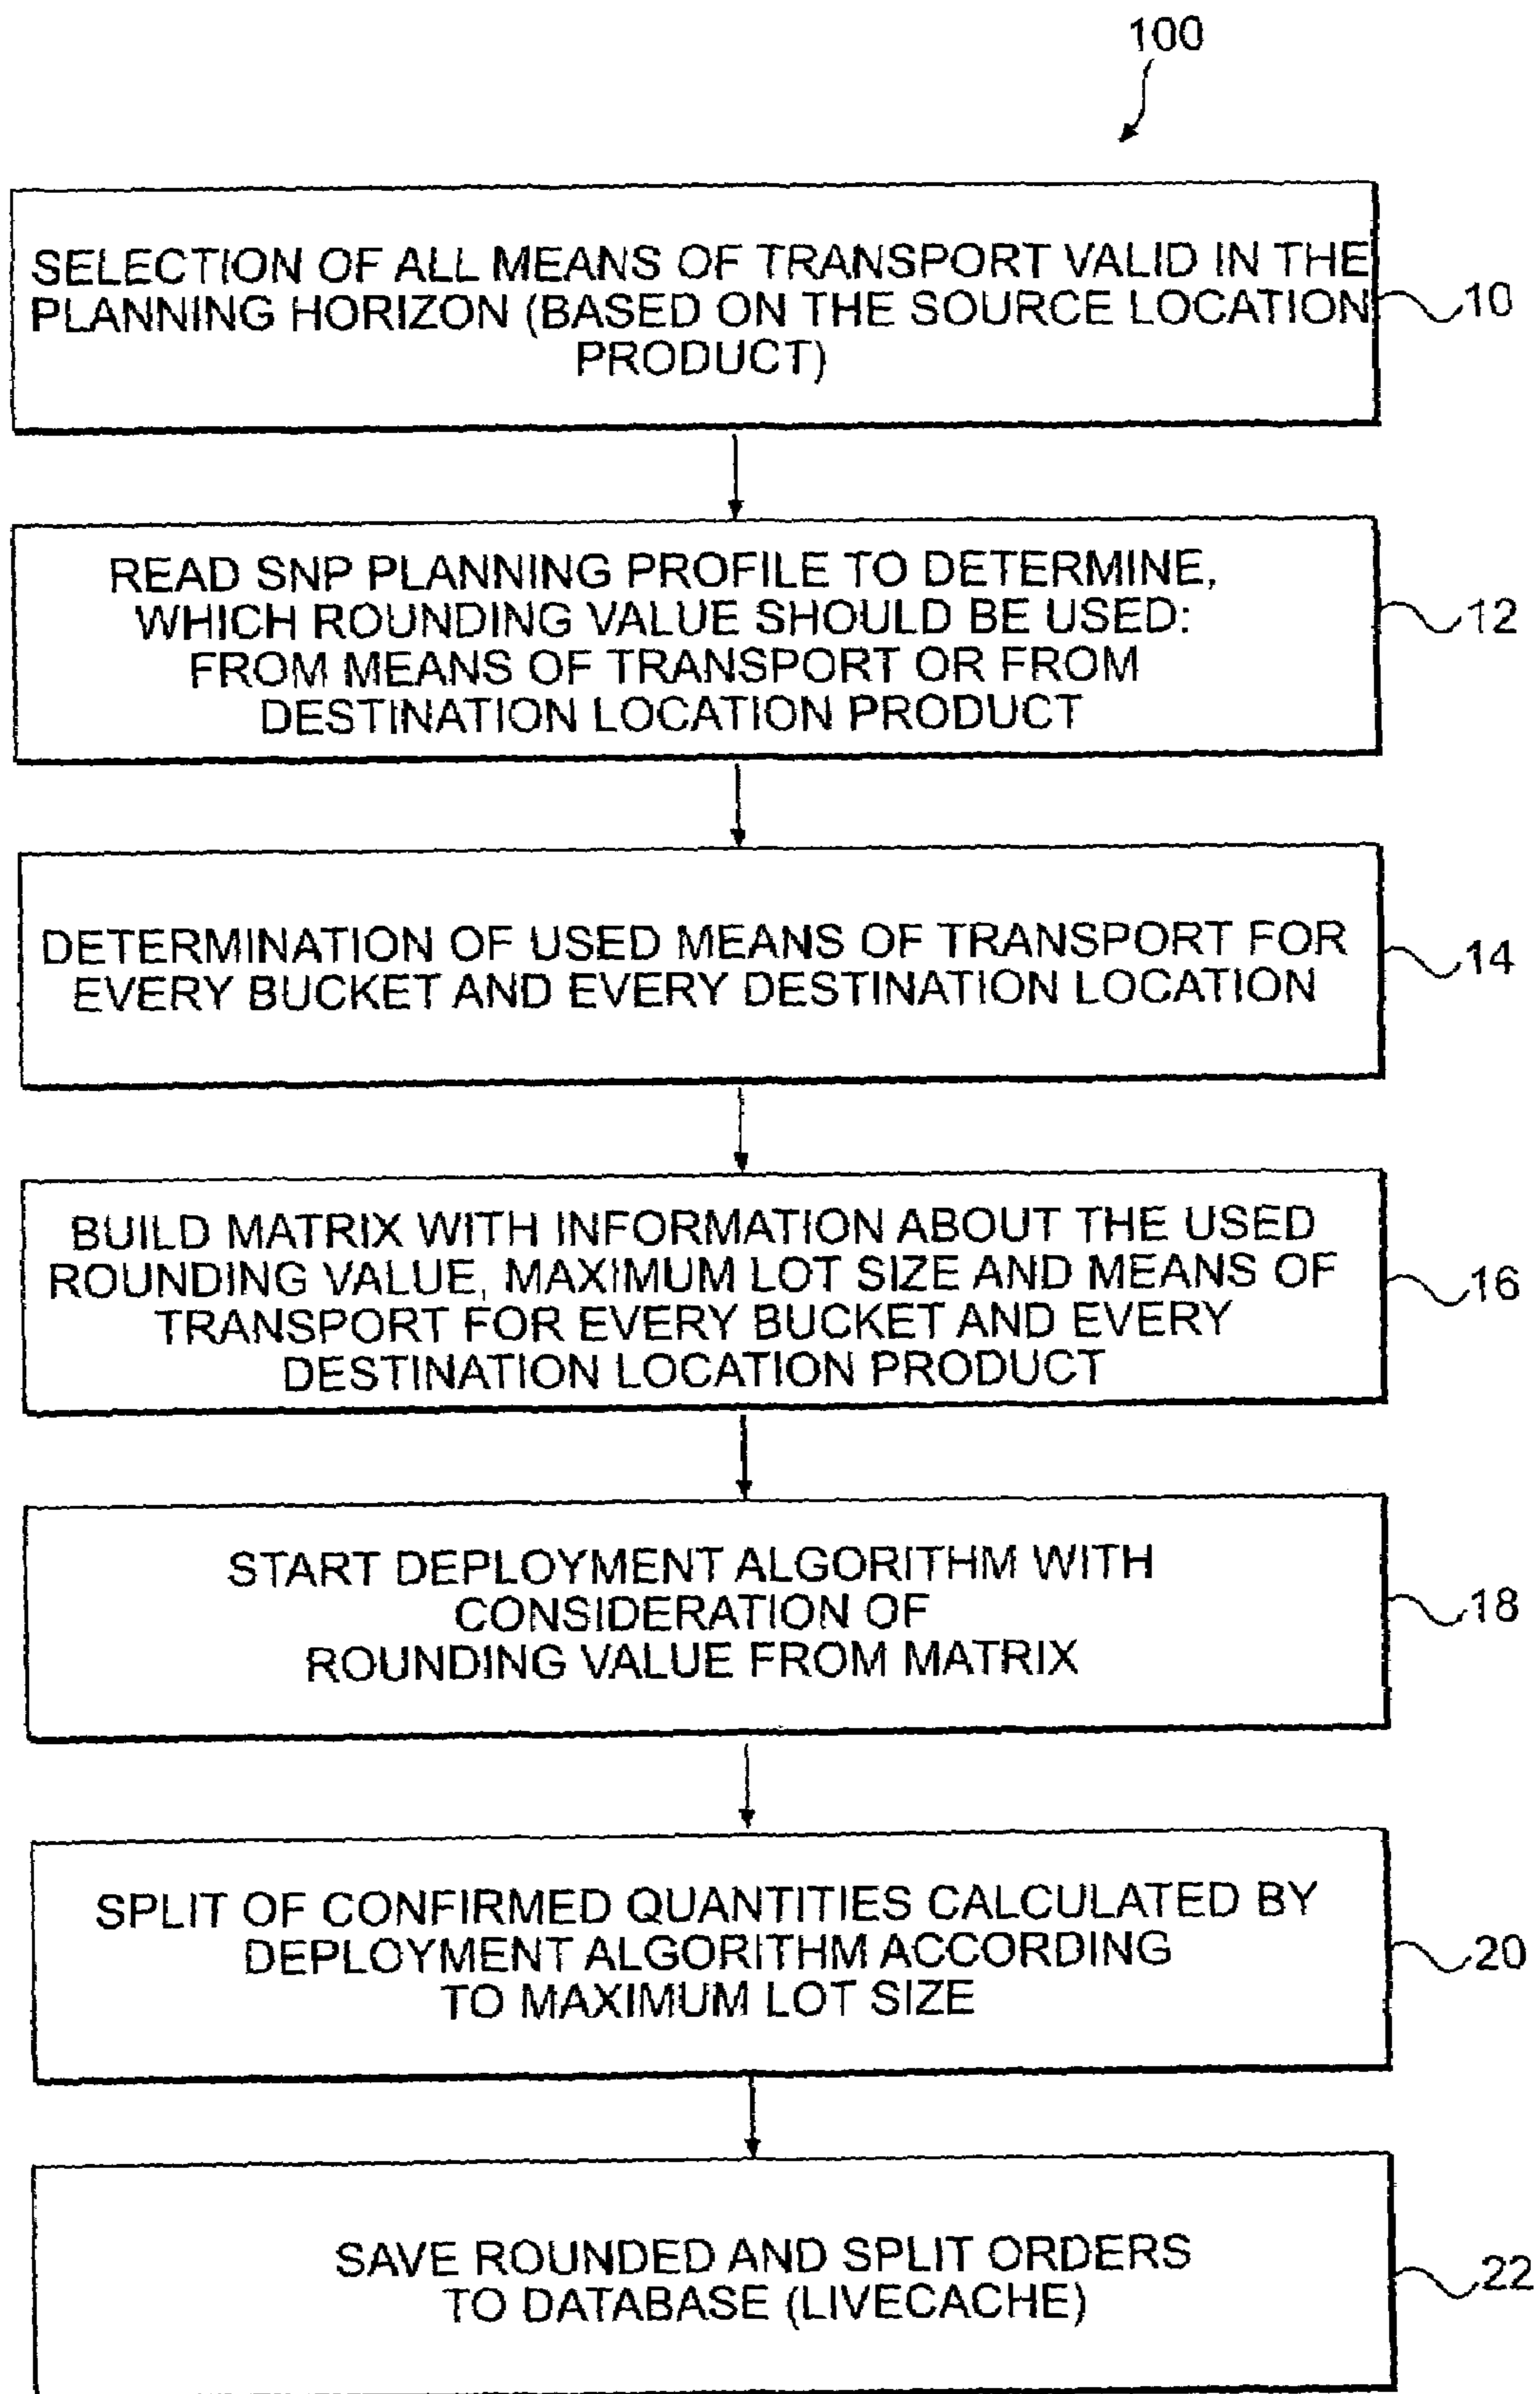 100
SELECTION OF ALL MEANS OF TRANSPORT VALID IN THE
PLANNING HORIZON (BASED ON THE SOURCE LOCATION
PRODUCT)
10
READ SNP PLANNING PROFILE TO DETERMINE,
WHICH ROUNDING VALUE SHOULD BE USED:
FROM MEANS OF TRANSPORT OR FROM
DESTINATION LOCATION PRODUCT
12
DETERMINATION OF USED MEANS OF TRANSPORT FOR
EVERY BUCKET AND EVERY DESTINATION LOCATION
14
BUILD MATRIX WITH INFORMATION ABOUT THE USED
ROUNDING VALUE, MAXIMUM LOT SIZE AND MEANS OF
TRANSPORT FOR EVERY BUCKET AND EVERY
DESTINATION LOCATION PRODUCT
16
START DEPLOYMENT ALGORITHM WITH
CONSIDERATION OF
ROUNDING VALUE FROM MATRIX
18
SPLIT OF CONFIRMED QUANTITIES CALCULATED BY
DEPLOYMENT ALGORITHM ACCORDING
TO MAXIMUM LOT SIZE
20
SAVE ROUNDED AND SPLIT ORDERS
TO DATABASE (LIVECACHE)
22